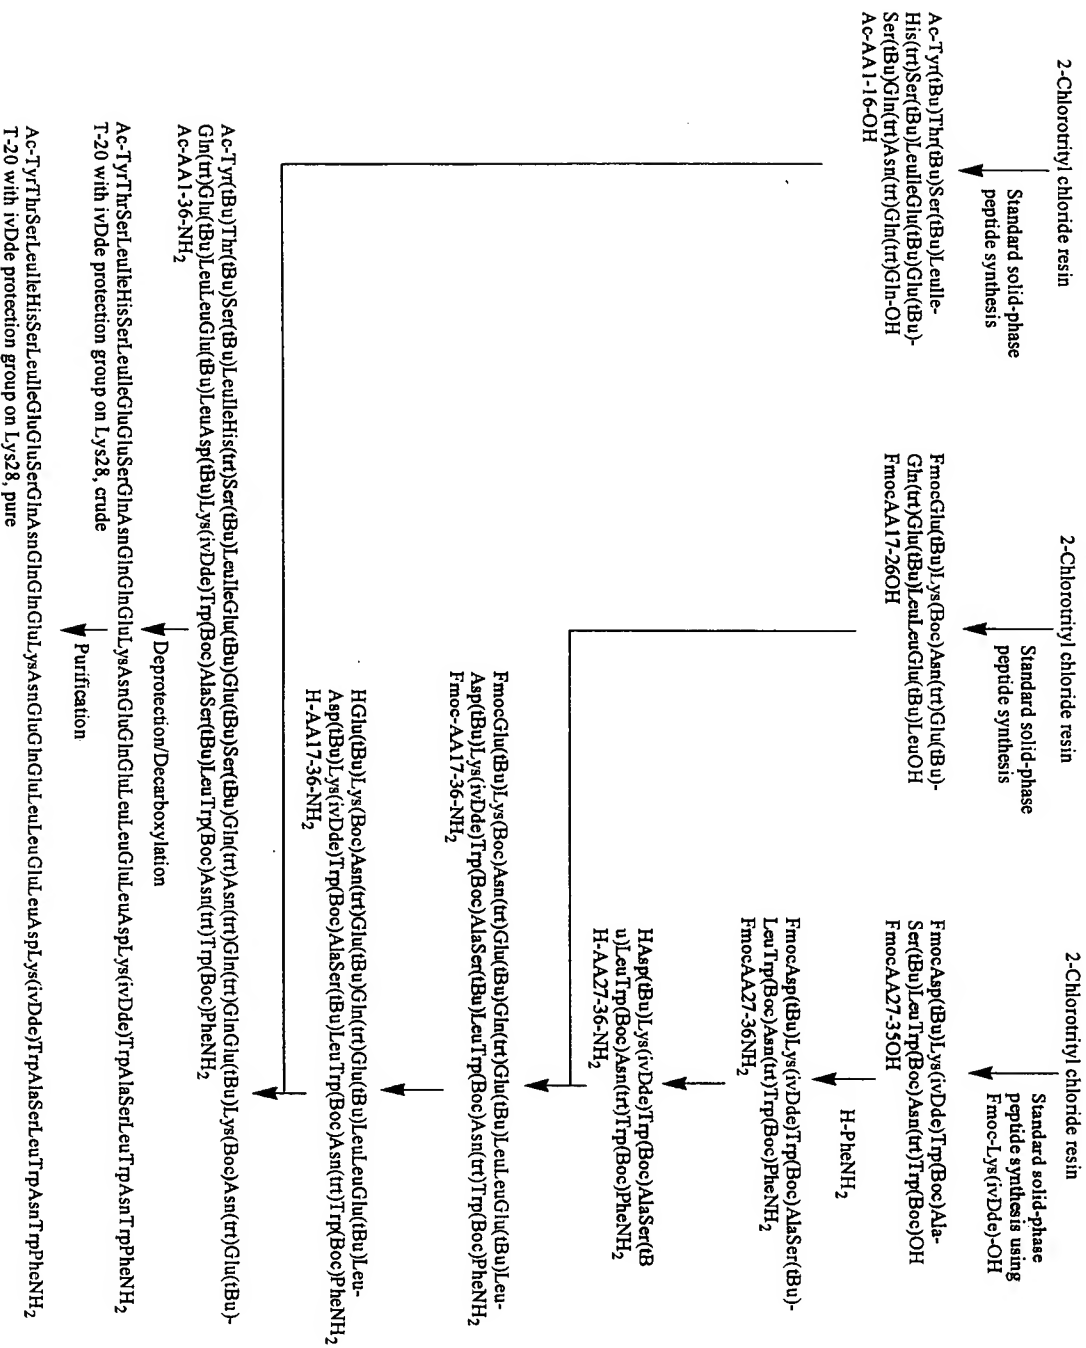 2-Chlorotrityl chloride resin
Standard solid-phase
peptide synthesis
Ac-Tyr(tBu)Thr(tBu)Ser(tBu)LeuIle-
His(trt)Ser(tBu)LeuIleGlu(tBu)Glu(tBu)-
Ser(tBu)Gln(trt)Asn(trt)Gln(trt)Gln-OH
Ac-AA1-16-OH
2-Chlorotrityl chloride resin
Standard solid-phase
peptide synthesis
FmocGlu(tBu)Lys(Boc)Asn(trt)Glu(tBu)-
Gln(trt)Glu(tBu)LeuLeuGlu(tBu)LeuOH
FmocAA17-26OH
2-Chlorotrityl chloride resin
Standard solid-phase
peptide synthesis using
Fmoc-Lys(ivDde)-OH
FmocAsp(tBu)Lys(ivDde)Trp(Boc)Ala-
Ser(tBu)LeuTrp(Boc)Asn(trt)Trp(Boc)OH
FmocAA27-35OH
H-PheNH2
FmocAsp(tBu)Lys(ivDde)Trp(Boc)AlaSer(tBu)-
LeuTrp(Boc)Asn(trt)Trp(Boc)PheNH2
FmocAA27-36NH2
HAsp(tBu)Lys(ivDde)Trp(Boc)AlaSer(tB
u)LeuTrp(Boc)Asn(trt)Trp(Boc)PheNH2
H-AA27-36-NH2
FmocGlu(tBu)Lys(Boc)Asn(trt)Glu(tBu)Gln(trt)Glu(tBu)LeuLeuGlu(tBu)Leu-
Asp(tBu)Lys(ivDde)Trp(Boc)AlaSer(tBu)LeuTrp(Boc)Asn(trt)Trp(Boc)PheNH2
Fmoc-AA17-36-NH2
HGlu(tBu)Lys(Boc)Asn(trt)Glu(tBu)Gln(trt)Glu(tBu)LeuLeuGlu(tBu)Leu-
Asp(tBu)Lys(ivDde)Trp(Boc)AlaSer(tBu)LeuTrp(Boc)Asn(trt)Trp(Boc)PheNH2
H-AA17-36-NH2
Ac-Tyr(tBu)Thr(tBu)Ser(tBu)LeuIleHis(trt)Ser(tBu)LeuIleGlu(tBu)Glu(tBu)Ser(tBu)Gln(trt)Asn(trt)Gln(trt)GlnGlu(tBu)Lys(Boc)Asn(trt)Glu(tBu)-
Gln(trt)Glu(tBu)LeuLeuGlu(tBu)LeuAsp(tBu)Lys(ivDde)Trp(Boc)AlaSer(tBu)LeuTrp(Boc)Asn(trt)Trp(Boc)PheNH2
Ac-AA1-36-NH2
Deprotection/Decarboxylation
Ac-TyrThrSerLeuIleHisSerLeuIleGluGluSerGlnAsnGlnGlnGluLysAsnGluGlnGluLeuLeuGluLeuAspLys(ivDde)TrpAlaSerLeuTrpAsnTrpPheNH2
T-20 with ivDde protection group on Lys28, crude
Purification
Ac-TyrThrSerLeuIleHisSerLeuIleGluGluSerGlnAsnGlnGlnGluLysAsnGluGlnGluLeuLeuGluLeuAspLys(ivDde)TrpAlaSerLeuTrpAsnTrpPheNH2
T-20 with ivDde protection group on Lys28, pure